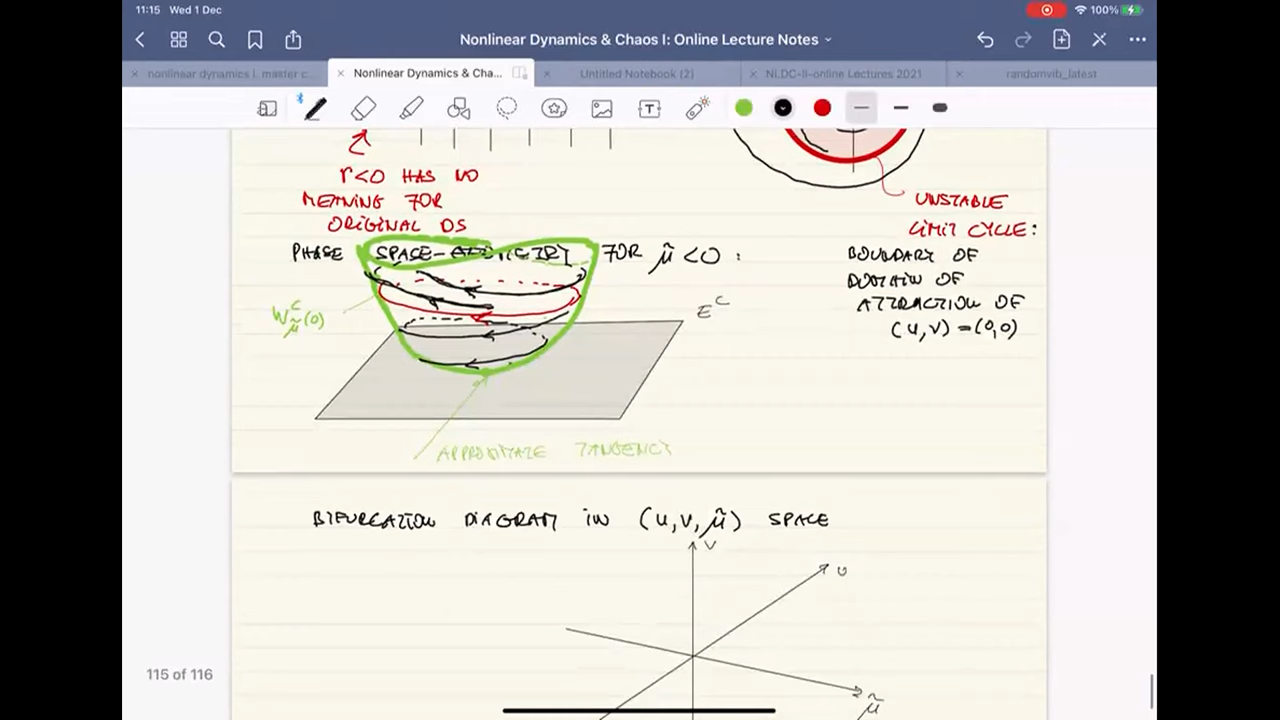 11:15 Wed 1 Dec
100%
Nonlinear Dynamics & Chaos I: Online Lecture Notes
nonlinear dynamics I. master c...
Nonlinear Dynamics & Cha...
Untitled Notebook (2)
NLDC-II-online Lectures 2021
randomvib_latest
r<0 HAS NO
MEANING FOR
ORIGINAL DS
UNSTABLE
LIMIT CYCLE:
BOUNDARY OF
DOMAIN OF
ATTRACTION OF
(u,v)=(0,0)
PHASE SPACE-GEOMETRY FOR μ̃<0 :
W^c_μ̃(0)
E^c
APPROXIMATE TANGENCY
BIFURCATION DIAGRAM IN (u,v,μ̃) SPACE
v
u
μ̃
115 of 116